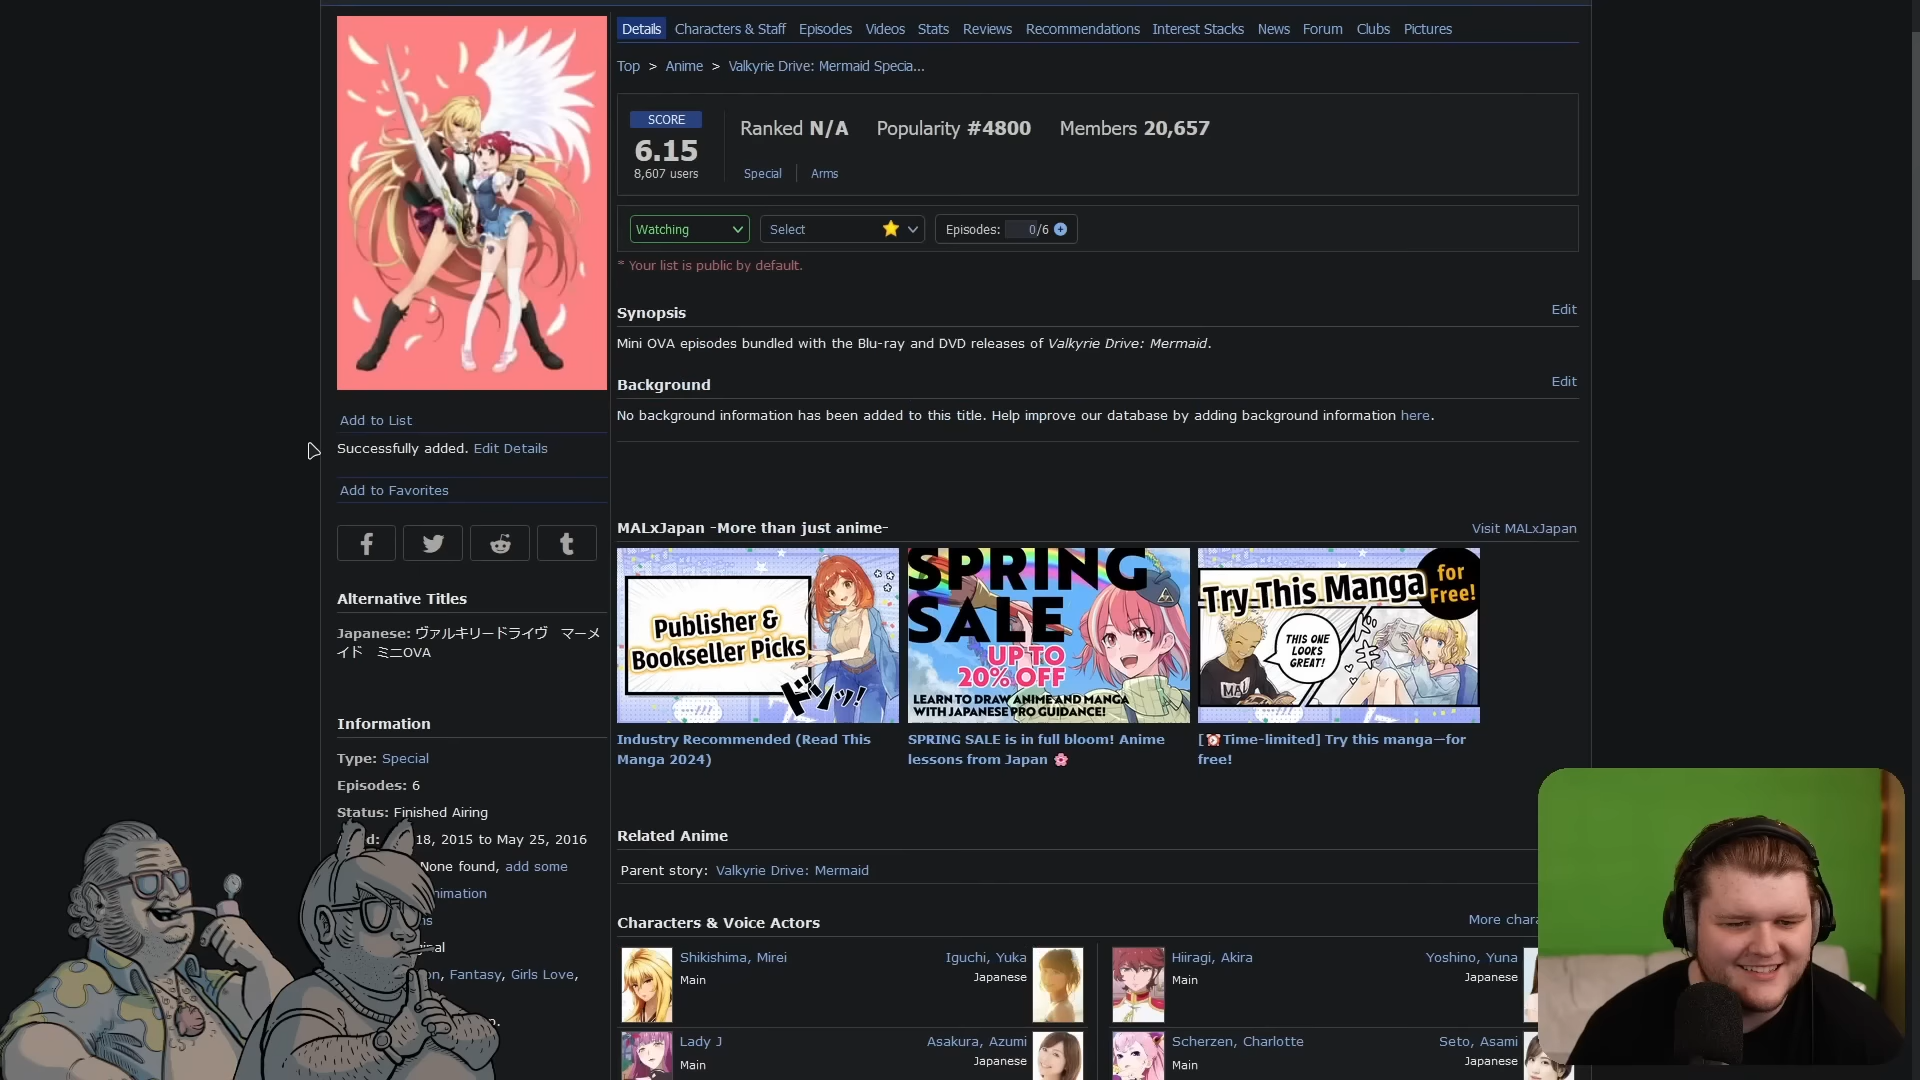 Details Characters & Staff Episodes Videos Stats Reviews Recommendations Interest Stacks News Forum Clubs Pictures
Top > Anime > Valkyrie Drive: Mermaid Specia...
SCORE
6.15
8,607 users
Ranked N/A Popularity #4800 Members 20,657
Special Arms
Watching
Select
Episodes: 0/6
* Your list is public by default.
Synopsis
Edit
Mini OVA episodes bundled with the Blu-ray and DVD releases of Valkyrie Drive: Mermaid.
Background
Edit
No background information has been added to this title. Help improve our database by adding background information here.
Add to List
Successfully added. Edit Details
Add to Favorites
Alternative Titles
Japanese: ヴァルキリードライヴ マーメ
イド ミニOVA
Information
Type: Special
Episodes: 6
Status: Finished Airing
d: 18, 2015 to May 25, 2016
None found, add some
nimation
ns
ginal
on, Fantasy, Girls Love,
p.
MALxJapan -More than just anime-
Visit MALxJapan
Publisher &
Bookseller Picks
ドンッ!
Industry Recommended (Read This
Manga 2024)
SPRING
SALE
UP TO
20% OFF
LEARN TO DRAW ANIME AND MANGA
WITH JAPANESE PRO GUIDANCE!
SPRING SALE is in full bloom! Anime
lessons from Japan
Try This Manga
for
Free!
THIS ONE
LOOKS
GREAT!
MAL
[Time-limited] Try this manga—for
free!
Related Anime
Parent story: Valkyrie Drive: Mermaid
Characters & Voice Actors
More chara
Shikishima, Mirei
Main
Iguchi, Yuka
Japanese
Hiiragi, Akira
Main
Yoshino, Yuna
Japanese
Lady J
Main
Asakura, Azumi
Japanese
Scherzen, Charlotte
Main
Seto, Asami
Japanese